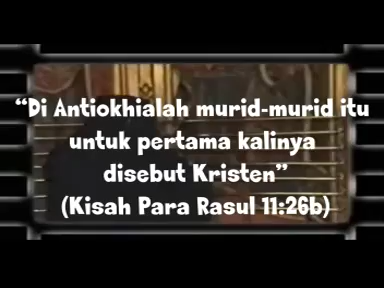 “Di Antiokhialah murid-murid itu
untuk pertama kalinya
disebut Kristen”
(Kisah Para Rasul 11:26b)